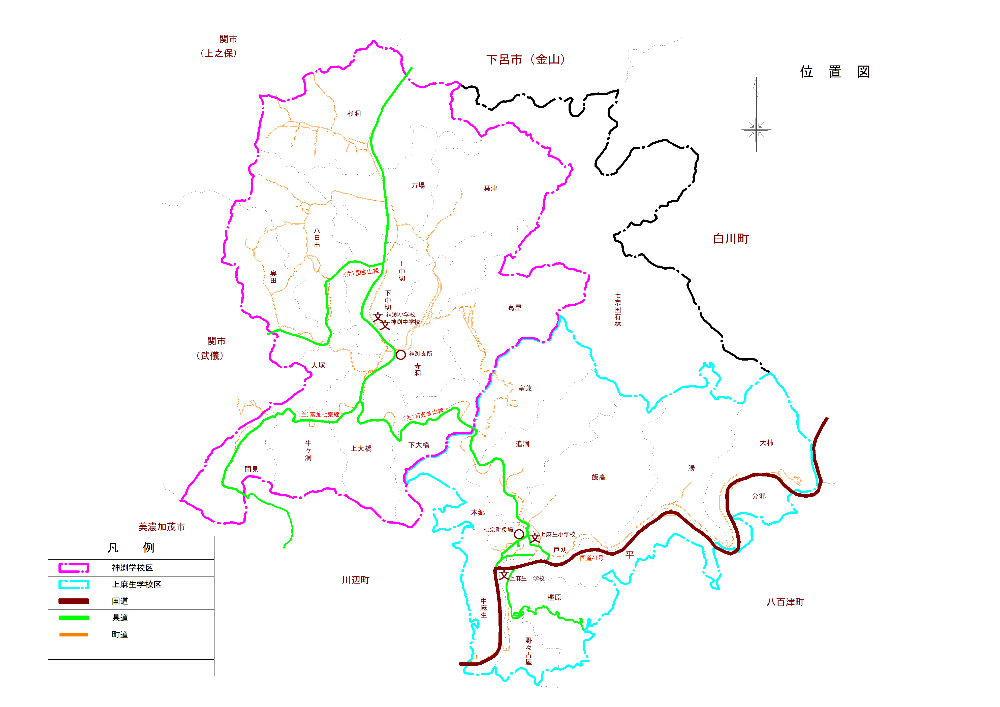 位置図
関市
（上之保）
下呂市（金山）
杉洞
万場
葉津
白川町
八日市
奥田
上中切
（主）関金山線
下中切
神渕小学校
神渕中学校
葛屋
七宗国有林
関市
（武儀）
神渕支所
大塚
寺洞
室兼
（主）富加七宗線
（主）可児金山線
牛ヶ洞
上大橋
下大橋
追洞
大柿
間見
飯高
勝
分郷
本郷
美濃加茂市
七宗町役場
上麻生小学校
戸刈
国道41号
平
川辺町
上麻生中学校
樫原
中麻生
八百津町
野々古屋
凡例
神渕学校区
上麻生学校区
国道
県道
町道